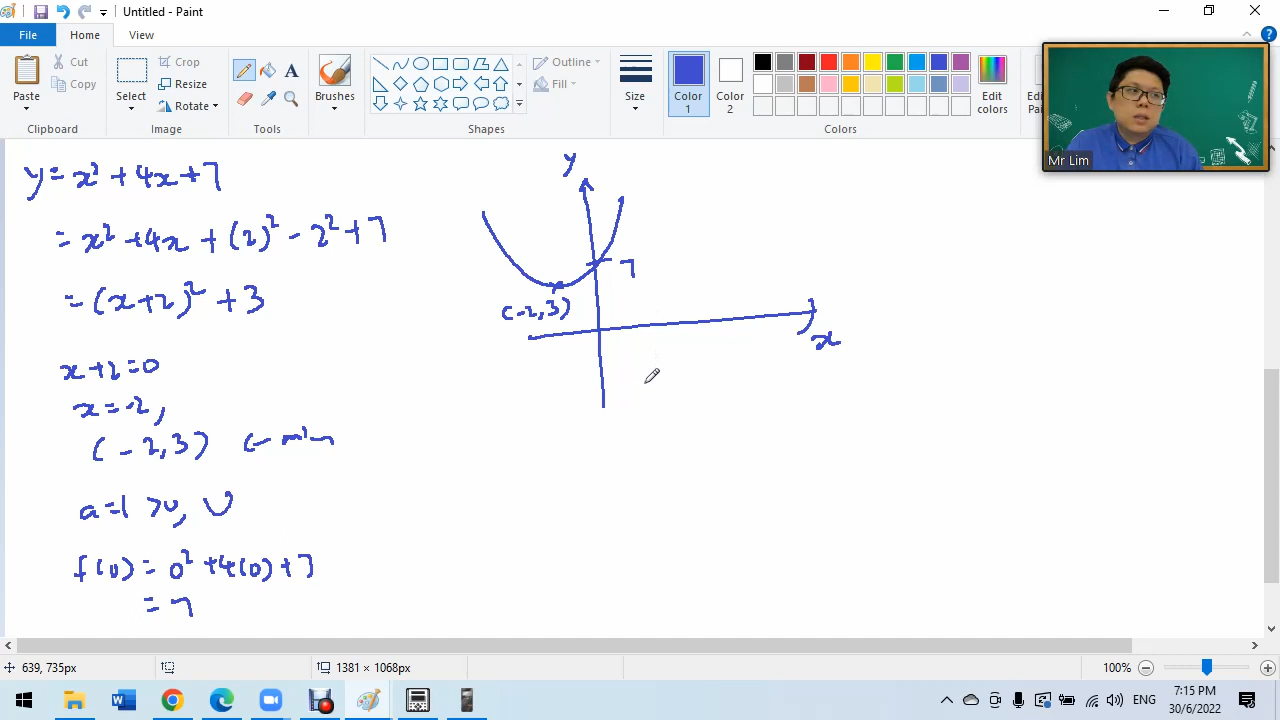 Untitled - Paint
File Home View
Paste
Cut
Copy
Clipboard
Select
Crop
Resize
Rotate
Image
Tools
Brushes
Shapes
Outline
Fill
Size
Color 1
Color 2
Edit colors
Colors
Mr Lim
y = x² + 4x + 7
= x² + 4x + (2)² - 2² + 7
= (x+2)² + 3
x+2=0
x=-2,
(-2,3) ← min
a=1 >0, ∪
f(0) = 0² +4(0) +7
= 7
y
7
(-2,3)
x
639, 735px
1381 × 1068px
100%
ENG
7:15 PM
30/6/2022